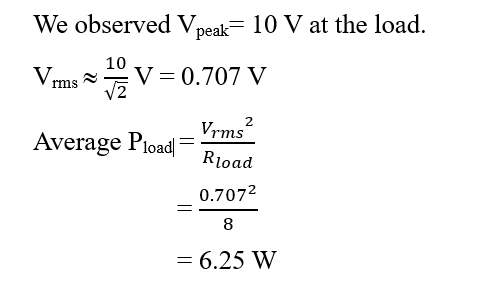 We observed Vpeak= 10 V at the load.
Vrms ≈ 10/√2 V = 0.707 V
Average Pload = Vrms²/Rload
= 0.707²/8
= 6.25 W